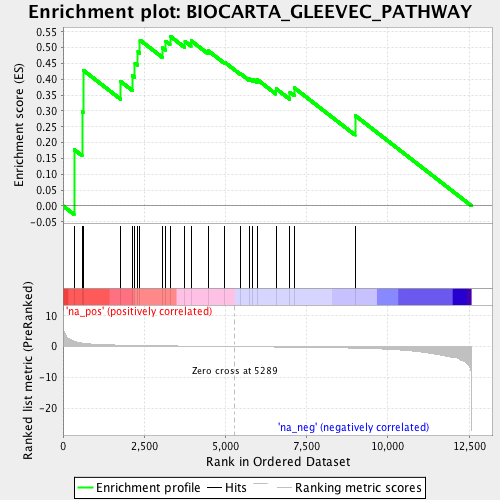 Enrichment plot: BIOCARTA_GLEEVEC_PATHWAY
Enrichment score (ES)
0.55
0.50
0.45
0.40
0.35
0.30
0.25
0.20
0.15
0.10
0.05
0.00
-0.05
Ranked list metric (PreRanked)
10
0
-10
-20
'na_pos' (positively correlated)
Zero cross at 5289
'na_neg' (negatively correlated)
0
2,500
5,000
7,500
10,000
12,500
Rank in Ordered Dataset
Enrichment profile
Hits
Ranking metric scores